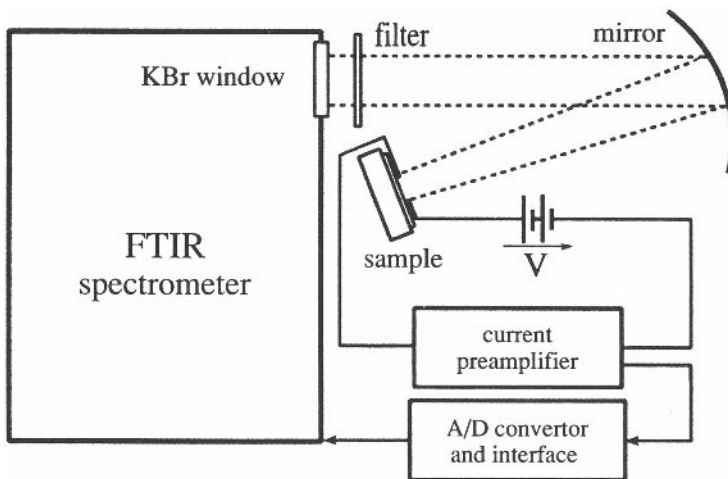 filter
mirror
KBr window
FTIR
spectrometer
sample
V
current
preamplifier
A/D convertor
and interface